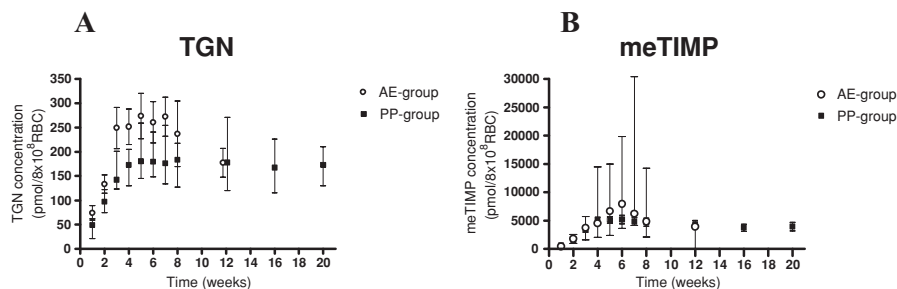 A
TGN
TGN concentration
(pmol/8x10⁸RBC)
350
300
250
200
150
100
50
0
0 2 4 6 8 10 12 14 16 18 20
Time (weeks)
AE-group
PP-group
B
meTIMP
meTIMP concentration
(pmol/8x10⁸RBC)
30000
25000
20000
15000
10000
5000
0
0 2 4 6 8 10 12 14 16 18 20
Time (weeks)
AE-group
PP-group